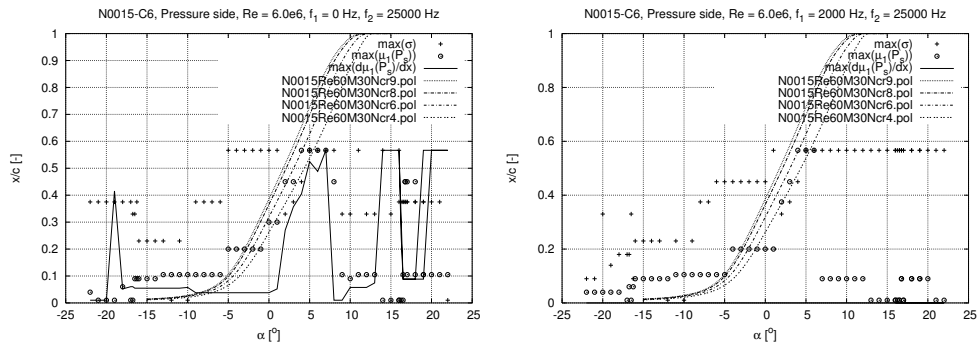 N0015-C6, Pressure side, Re = 6.0e6, f1 = 0 Hz, f2 = 25000 Hz
max(σ)
max(μ1(Ps))
max(dμ1(Ps)/dx)
N0015Re60M30Ncr9.pol
N0015Re60M30Ncr8.pol
N0015Re60M30Ncr6.pol
N0015Re60M30Ncr4.pol
x/c [-]
1
0.9
0.8
0.7
0.6
0.5
0.4
0.3
0.2
0.1
0
-25 -20 -15 -10 -5 0 5 10 15 20 25
α [°]
N0015-C6, Pressure side, Re = 6.0e6, f1 = 2000 Hz, f2 = 25000 Hz
max(σ)
max(μ1(Ps))
max(dμ1(Ps)/dx)
N0015Re60M30Ncr9.pol
N0015Re60M30Ncr8.pol
N0015Re60M30Ncr6.pol
N0015Re60M30Ncr4.pol
x/c [-]
1
0.8
0.6
0.4
0.2
0
-25 -20 -15 -10 -5 0 5 10 15 20 25
α [°]